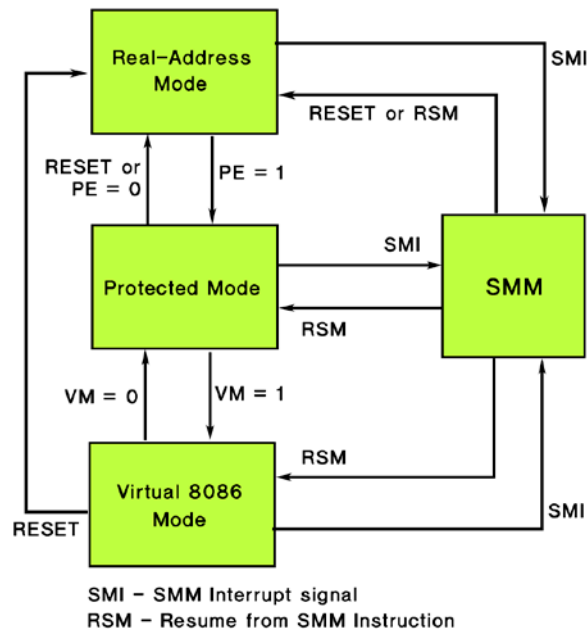 Real-Address
Mode
SMI
RESET or RSM
RESET or
PE = 0
PE = 1
SMI
Protected Mode
SMM
RSM
VM = 0
VM = 1
RSM
Virtual 8086
Mode
SMI
RESET
SMI - SMM Interrupt signal
RSM - Resume from SMM Instruction